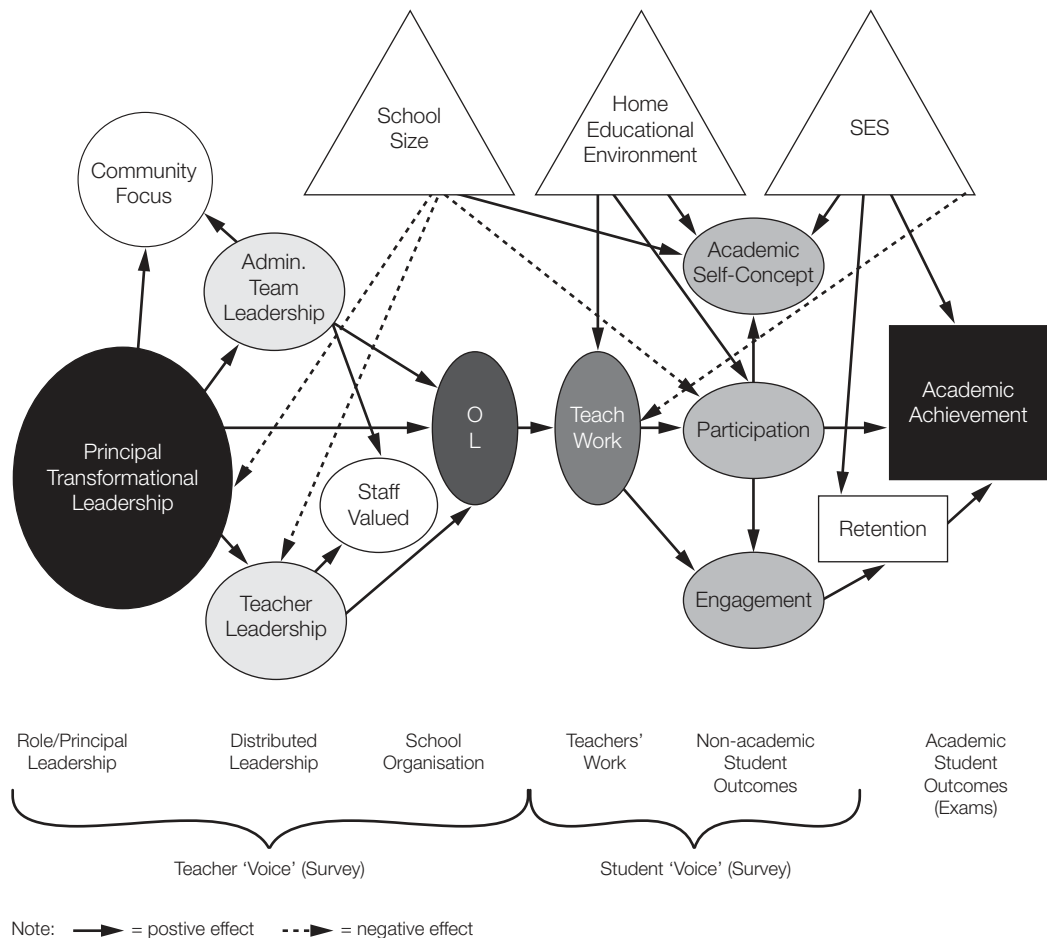 School
Size
Home
Educational
Environment
SES
Community
Focus
Admin.
Team
Leadership
Academic
Self-Concept
Principal
Transformational
Leadership
O
L
Teach
Work
Participation
Academic
Achievement
Staff
Valued
Retention
Teacher
Leadership
Engagement
Role/Principal
Leadership
Distributed
Leadership
School
Organisation
Teachers’
Work
Non-academic
Student
Outcomes
Academic
Student
Outcomes
(Exams)
Teacher ‘Voice’ (Survey)
Student ‘Voice’ (Survey)
Note: = postive effect = negative effect